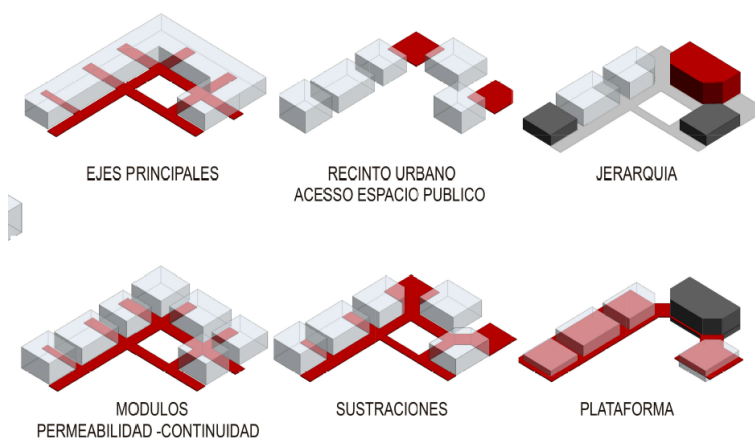 EJES PRINCIPALES
RECINTO URBANO
ACESSO ESPACIO PUBLICO
JERARQUIA
MODULOS
PERMEABILIDAD -CONTINUIDAD
SUSTRACIONES
PLATAFORMA